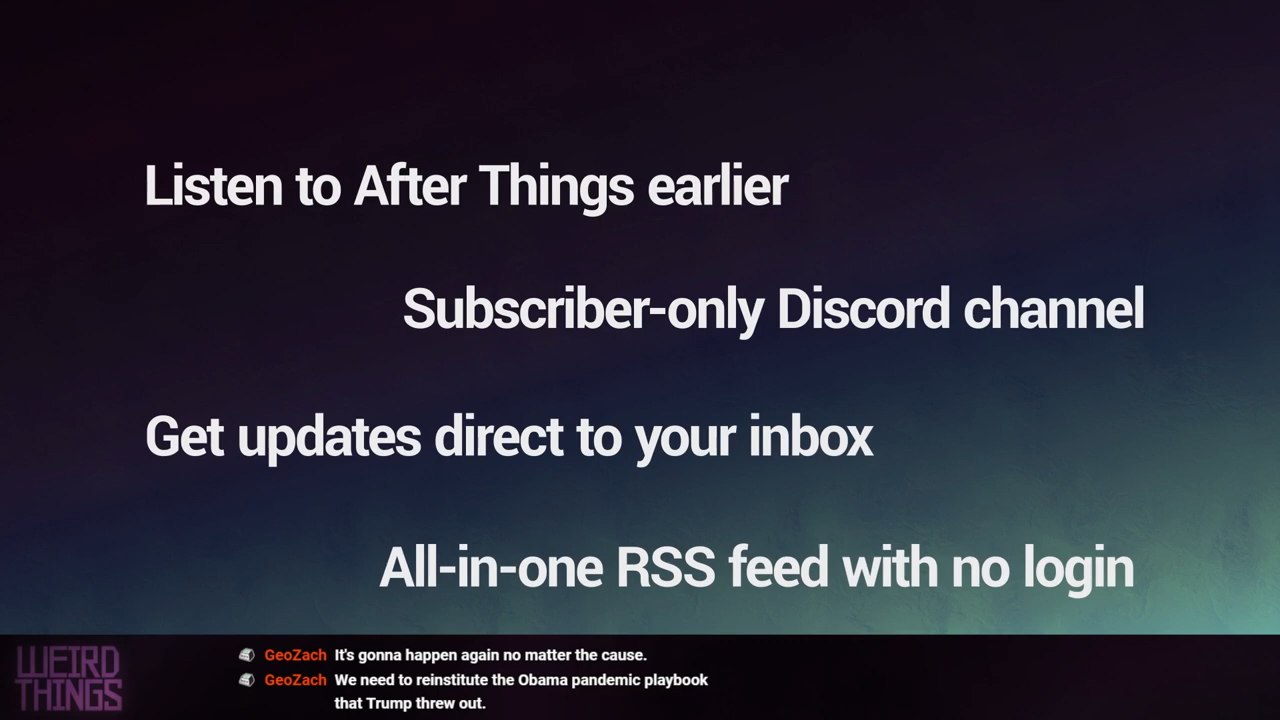 Listen to After Things earlier
Subscriber-only Discord channel
Get updates direct to your inbox
All-in-one RSS feed with no login
WEIRD
THINGS
GeoZach It's gonna happen again no matter the cause.
GeoZach We need to reinstitute the Obama pandemic playbook
that Trump threw out.